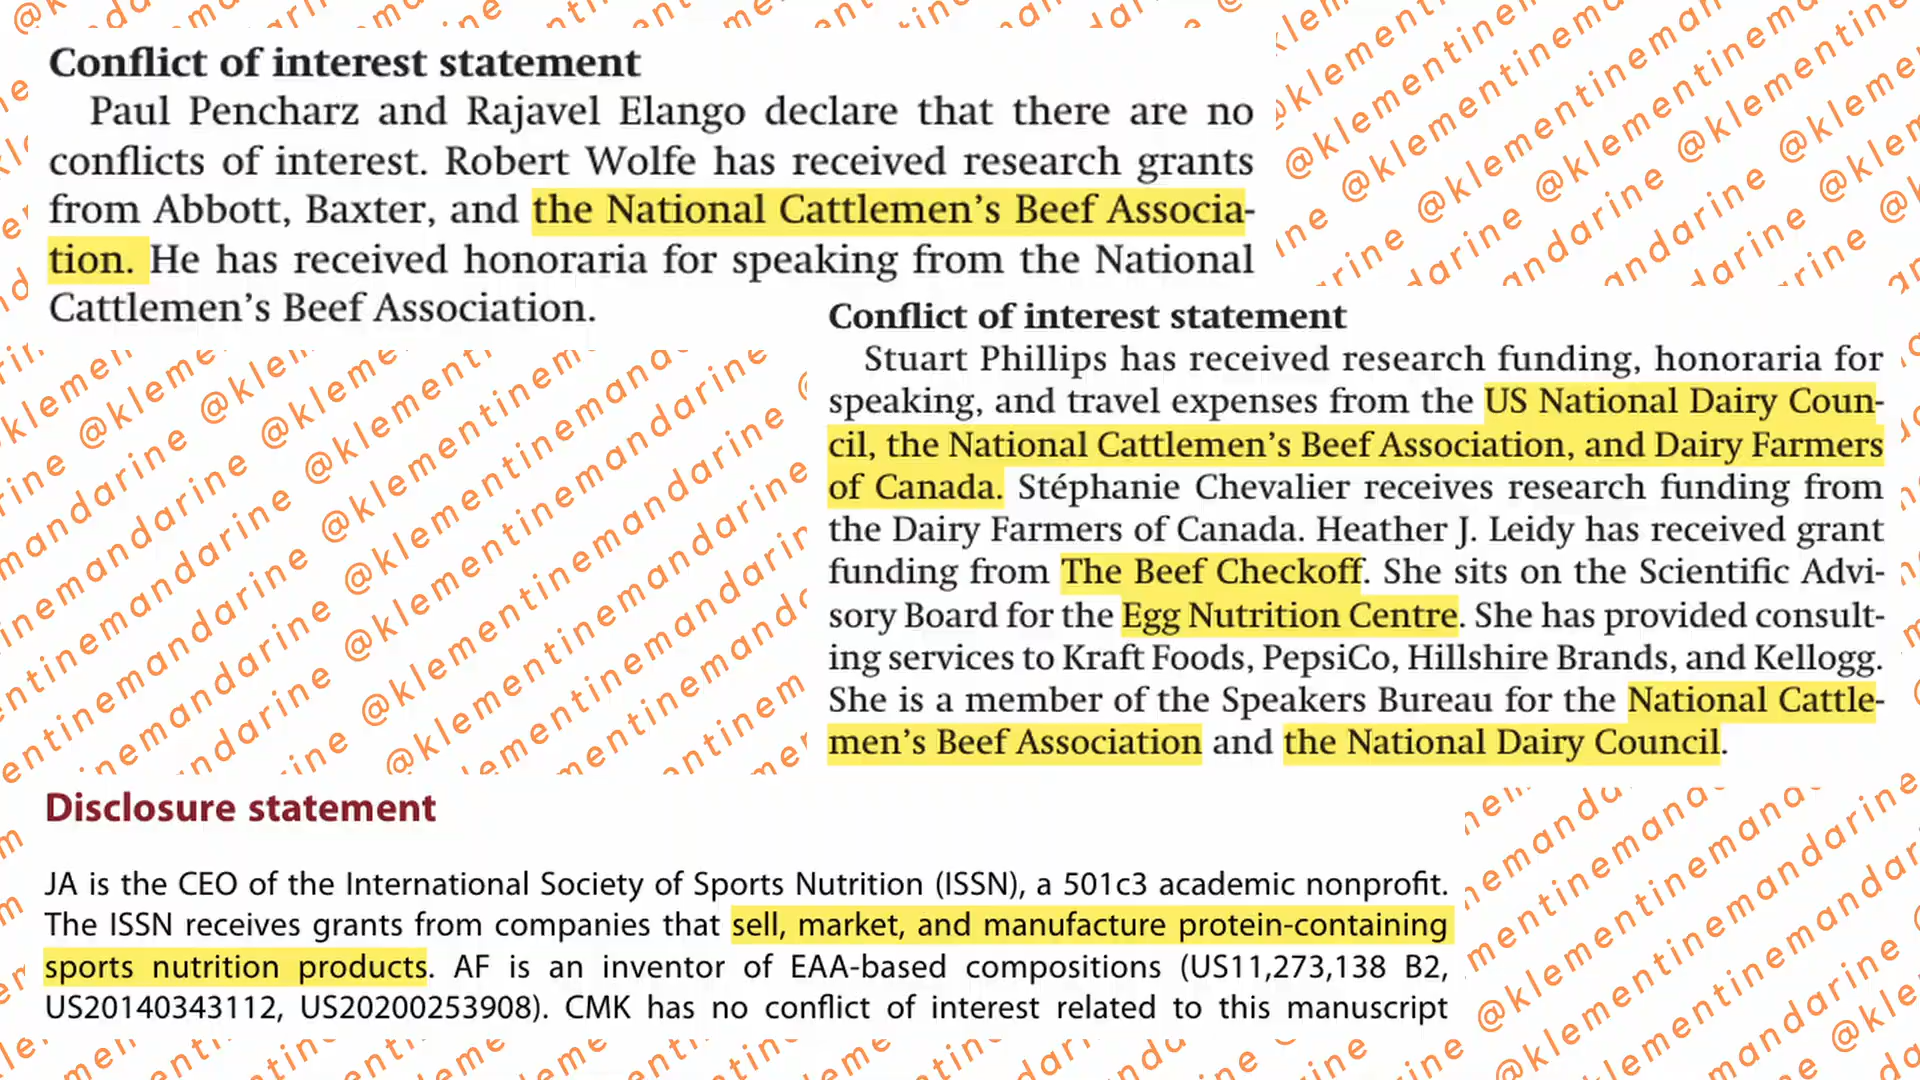 Conflict of interest statement
Paul Pencharz and Rajavel Elango declare that there are no
conflicts of interest. Robert Wolfe has received research grants
from Abbott, Baxter, and the National Cattlemen's Beef Associa-
tion. He has received honoraria for speaking from the National
Cattlemen's Beef Association.
Conflict of interest statement
Stuart Phillips has received research funding, honoraria for
speaking, and travel expenses from the US National Dairy Coun-
cil, the National Cattlemen's Beef Association, and Dairy Farmers
of Canada. Stéphanie Chevalier receives research funding from
the Dairy Farmers of Canada. Heather J. Leidy has received grant
funding from The Beef Checkoff. She sits on the Scientific Advi-
sory Board for the Egg Nutrition Centre. She has provided consult-
ing services to Kraft Foods, PepsiCo, Hillshire Brands, and Kellogg.
She is a member of the Speakers Bureau for the National Cattle-
men's Beef Association and the National Dairy Council.
Disclosure statement
JA is the CEO of the International Society of Sports Nutrition (ISSN), a 501c3 academic nonprofit.
The ISSN receives grants from companies that sell, market, and manufacture protein-containing
sports nutrition products. AF is an inventor of EAA-based compositions (US11,273,138 B2,
US20140343112, US20200253908). CMK has no conflict of interest related to this manuscript
@klementinemandarine